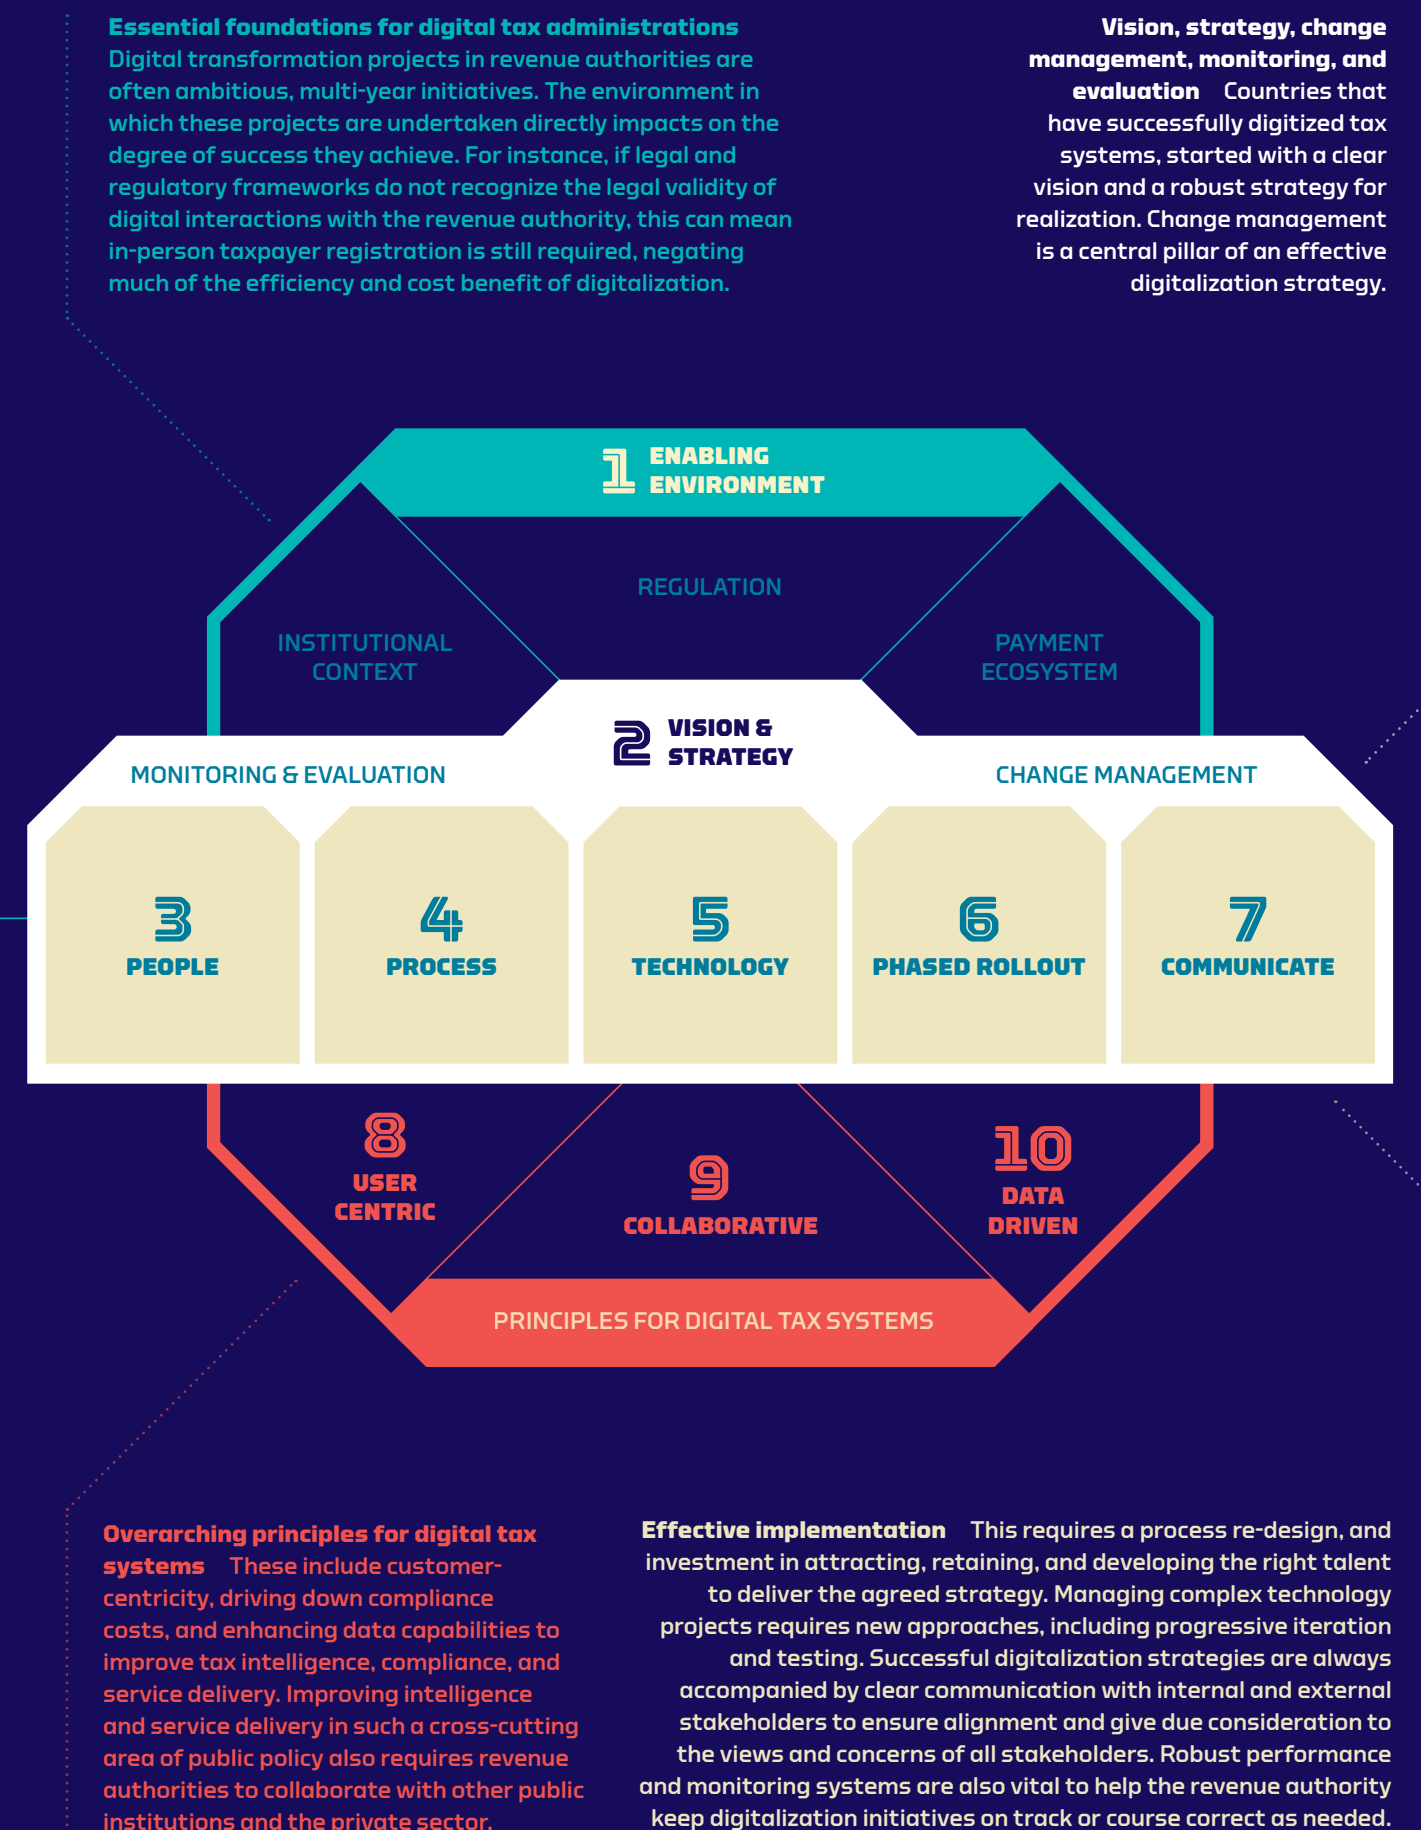 Essential foundations for digital tax administrations
Digital transformation projects in revenue authorities are
often ambitious, multi-year initiatives. The environment in
which these projects are undertaken directly impacts on the
degree of success they achieve. For instance, if legal and
regulatory frameworks do not recognize the legal validity of
digital interactions with the revenue authority, this can mean
in-person taxpayer registration is still required, negating
much of the efficiency and cost benefit of digitalization.
Vision, strategy, change
management, monitoring, and
evaluation Countries that
have successfully digitized tax
systems, started with a clear
vision and a robust strategy for
realization. Change management
is a central pillar of an effective
digitalization strategy.
1 ENABLING
ENVIRONMENT
REGULATION
INSTITUTIONAL
CONTEXT
PAYMENT
ECOSYSTEM
2 VISION &
STRATEGY
MONITORING & EVALUATION
CHANGE MANAGEMENT
3
PEOPLE
4
PROCESS
5
TECHNOLOGY
6
PHASED ROLLOUT
7
COMMUNICATE
8
USER
CENTRIC
9
COLLABORATIVE
10
DATA
DRIVEN
PRINCIPLES FOR DIGITAL TAX SYSTEMS
Overarching principles for digital tax
systems These include customer-
centricity, driving down compliance
costs, and enhancing data capabilities to
improve tax intelligence, compliance, and
service delivery. Improving intelligence
and service delivery in such a cross-cutting
area of public policy also requires revenue
authorities to collaborate with other public
institutions and the private sector.
Effective implementation This requires a process re-design, and
investment in attracting, retaining, and developing the right talent
to deliver the agreed strategy. Managing complex technology
projects requires new approaches, including progressive iteration
and testing. Successful digitalization strategies are always
accompanied by clear communication with internal and external
stakeholders to ensure alignment and give due consideration to
the views and concerns of all stakeholders. Robust performance
and monitoring systems are also vital to help the revenue authority
keep digitalization initiatives on track or course correct as needed.